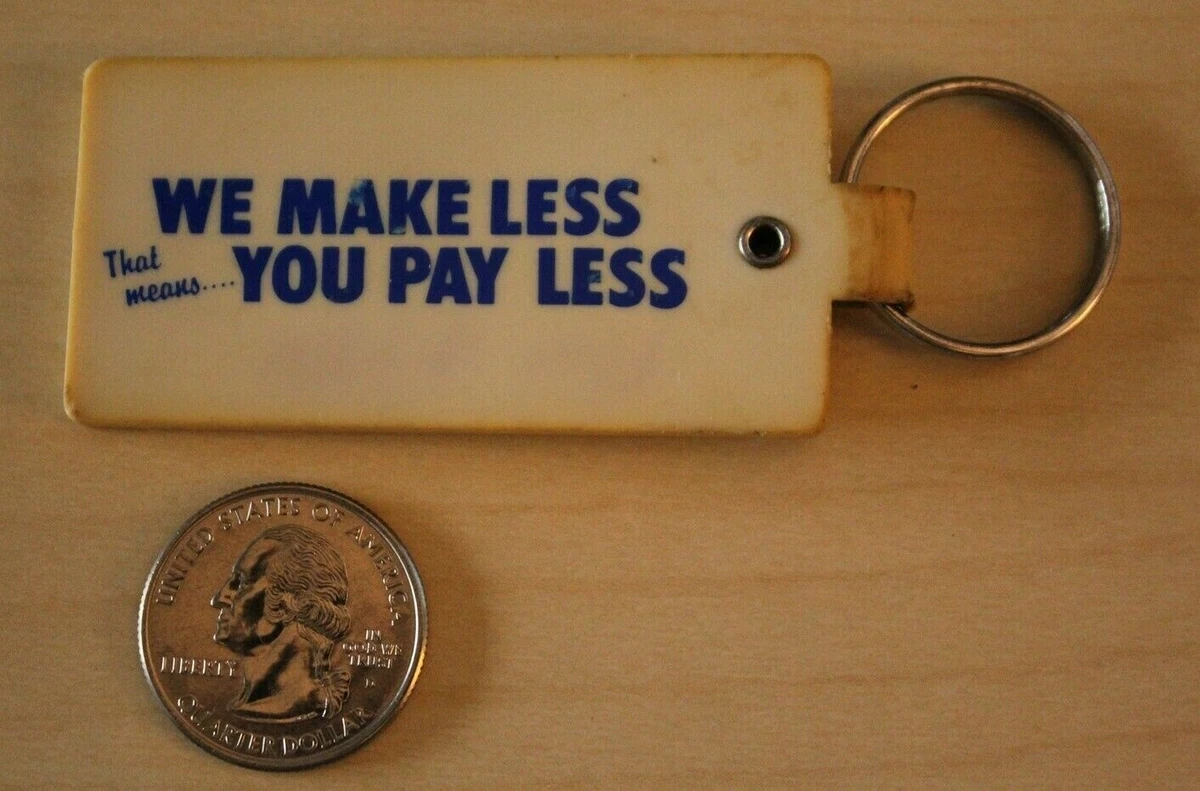 WE MAKE LESS
That
means.... YOU PAY LESS
UNITED STATES OF AMERICA
LIBERTY
IN
GOD WE
TRUST
P
QUARTER DOLLAR